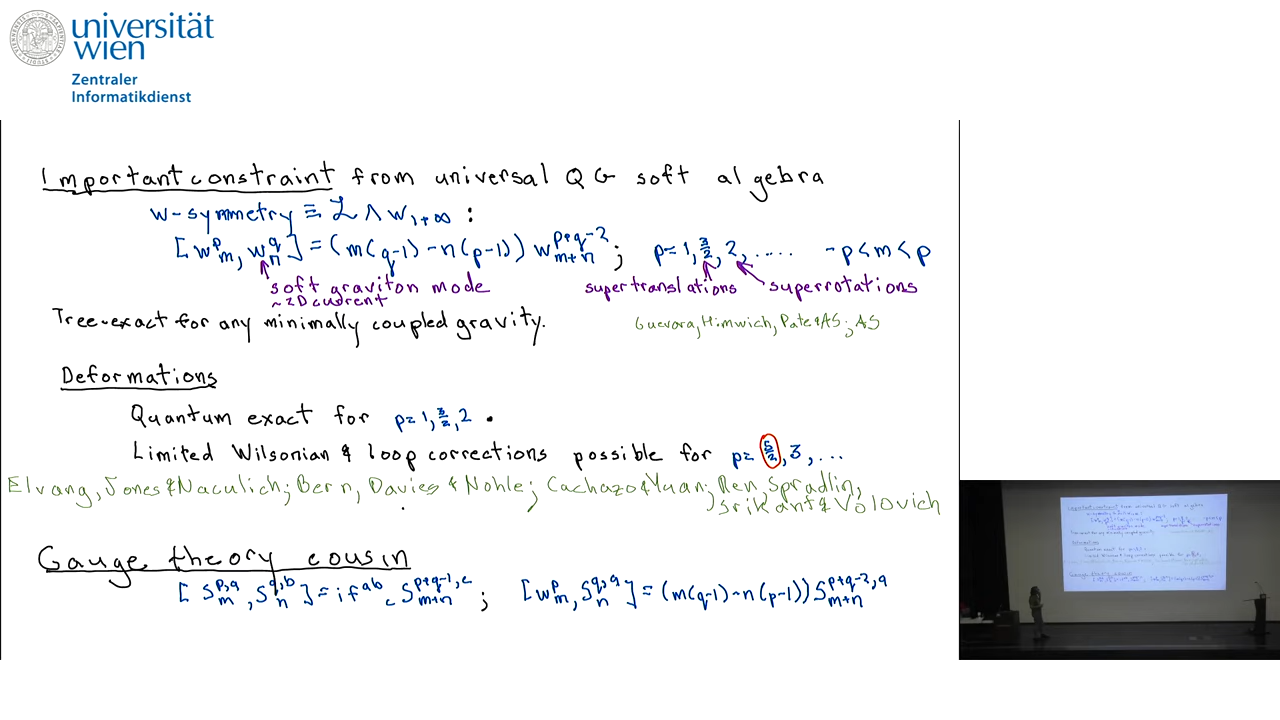 universität
wien
Zentraler
Informatikdienst
Important constraint from universal QG soft algebra
w-symmetry ≡ L ∧ w₁₊∞ :
[w^p_m, w^q_n] = (m(q-1) - n(p-1)) w^{p+q-2}_{m+n} ; p = 1, 3/2, 2, ..... -p<m<p
soft graviton mode
~2D current
supertranslations superrotations
Tree-exact for any minimally coupled gravity. Guevara, Himwich, Pate & AS; AS
Deformations
Quantum exact for p=1, 3/2, 2 .
Limited Wilsonian & loop corrections possible for p= 5/2, 3, ...
Elvang, Jones & Naculich; Bern, Davies & Nohle; Cachazo & Yuan; Ren, Spradlin,
Srikant & Volovich
Gauge theory cousin
[S^{p,a}_m, S^{q,b}_n] = i f^{ab}_c S^{p+q-1,c}_{m+n} ; [w^p_m, S^{q,a}_n] = (m(q-1) - n(p-1)) S^{p+q-2,a}_{m+n}